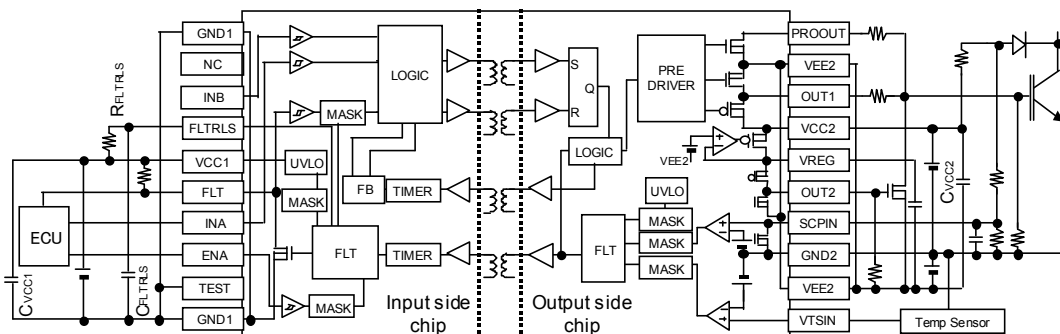 GND1
NC
INB
FLTRLS
VCC1
FLT
INA
ENA
TEST
GND1
RFLTRLS
ECU
CVCC1
CFLTRLS
LOGIC
MASK
UVLO
MASK
FB
TIMER
FLT
TIMER
MASK
Input side
chip
Output side
chip
S
R
Q
LOGIC
PRE
DRIVER
VEE2
UVLO
MASK
MASK
MASK
FLT
PROOUT
VEE2
OUT1
VCC2
VREG
OUT2
SCPIN
GND2
VEE2
VTSIN
CVCC2
Temp Sensor